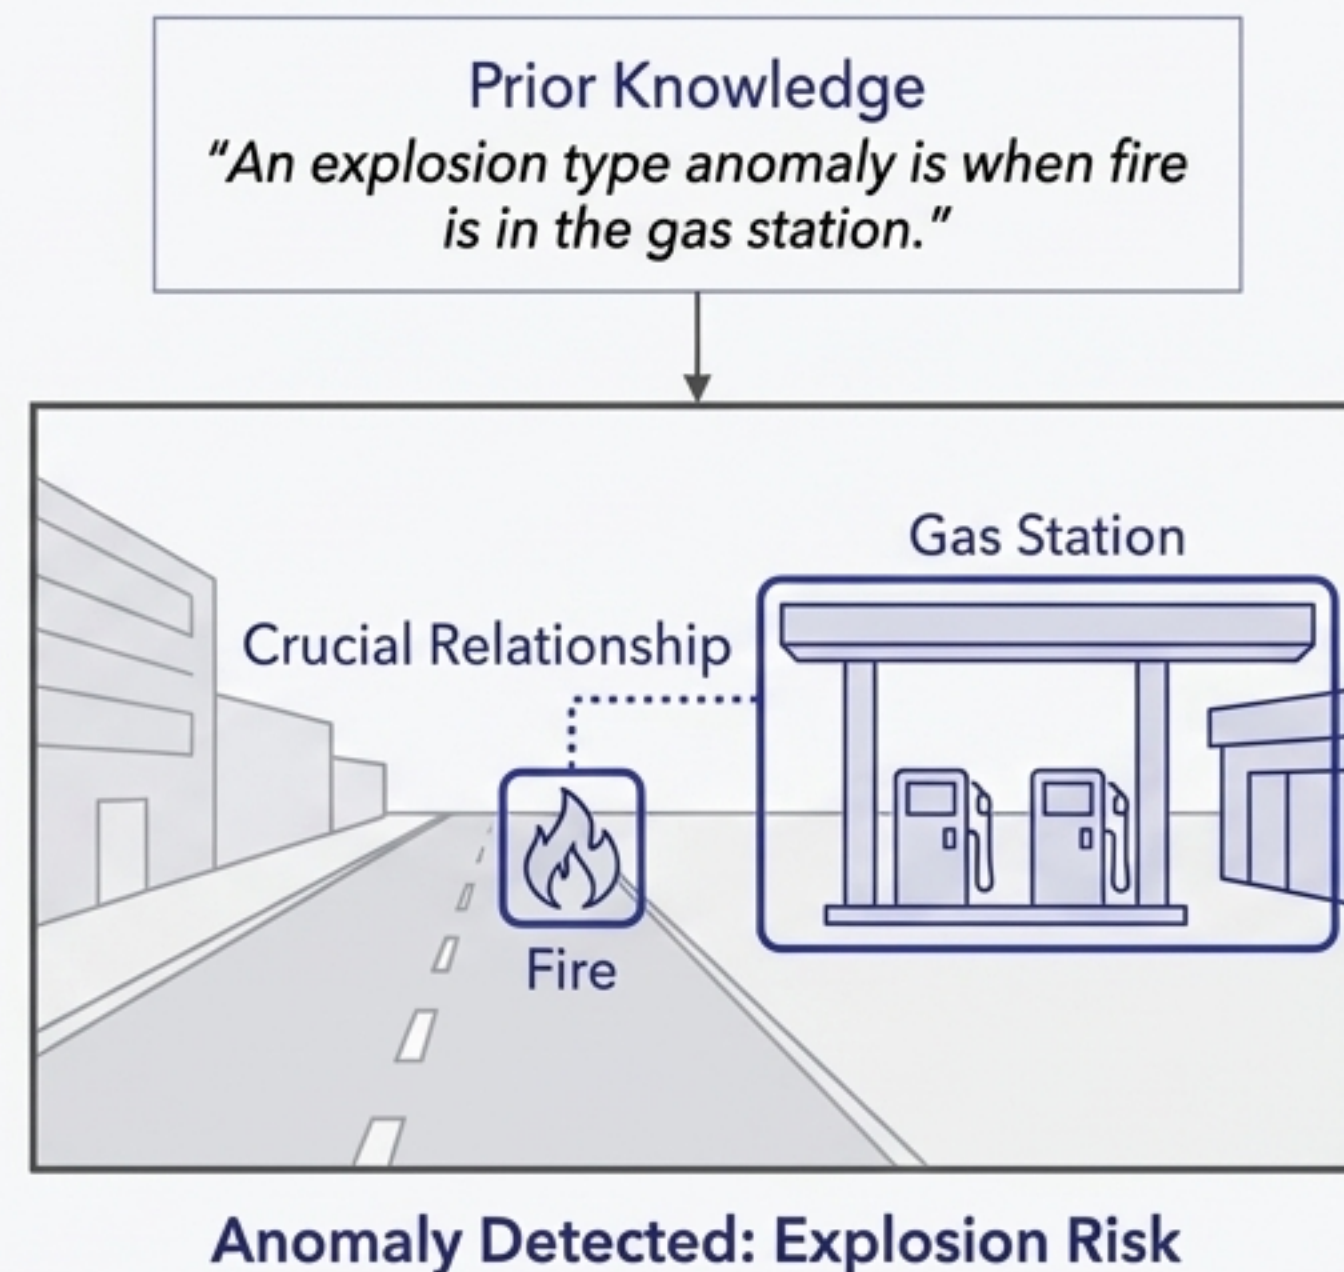 Prior Knowledge
“An explosion type anomaly is when fire
is in the gas station.”
Gas Station
Crucial Relationship
Fire
Anomaly Detected: Explosion Risk